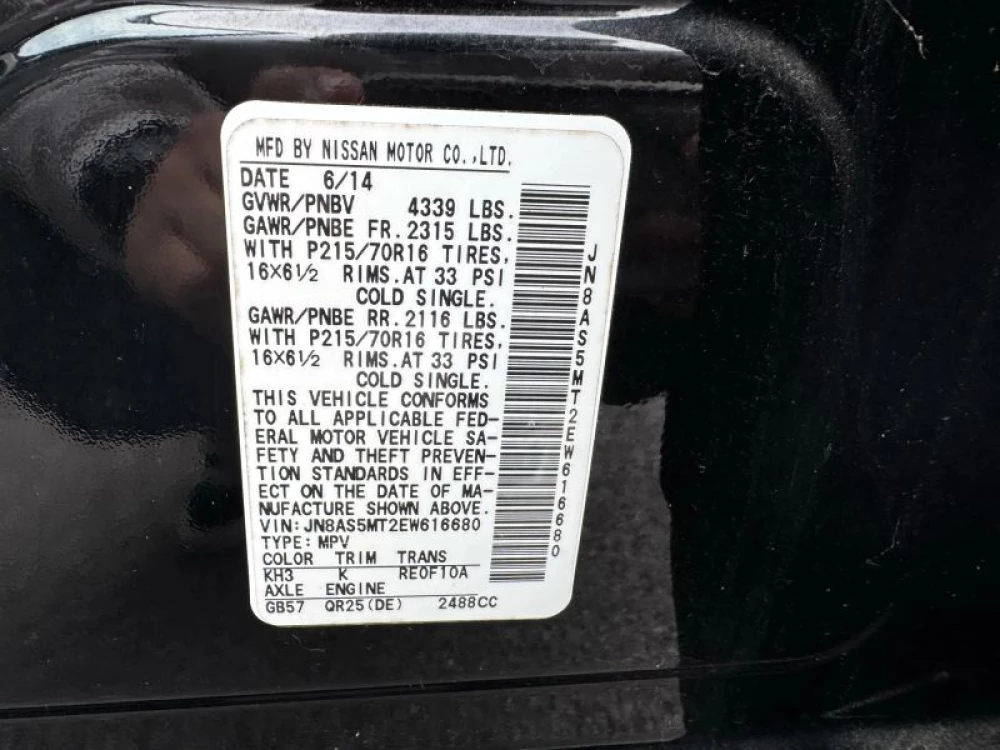 MFD BY NISSAN MOTOR CO.,LTD.
DATE 6/14
GVWR/PNBV 4339 LBS.
GAWR/PNBE FR.2315 LBS.
WITH P215/70R16 TIRES,
16X6½ RIMS.AT 33 PSI
COLD SINGLE.
GAWR/PNBE RR.2116 LBS.
WITH P215/70R16 TIRES,
16X6½ RIMS.AT 33 PSI
COLD SINGLE.
THIS VEHICLE CONFORMS
TO ALL APPLICABLE FED-
ERAL MOTOR VEHICLE SA-
FETY AND THEFT PREVEN-
TION STANDARDS IN EFF-
ECT ON THE DATE OF MA-
NUFACTURE SHOWN ABOVE.
VIN:JN8AS5MT2EW616680
TYPE:MPV
COLOR TRIM TRANS
KH3 K RE0F10A
AXLE ENGINE
GB57 QR25(DE) 2488CC
JN8AS5MT2EW616680